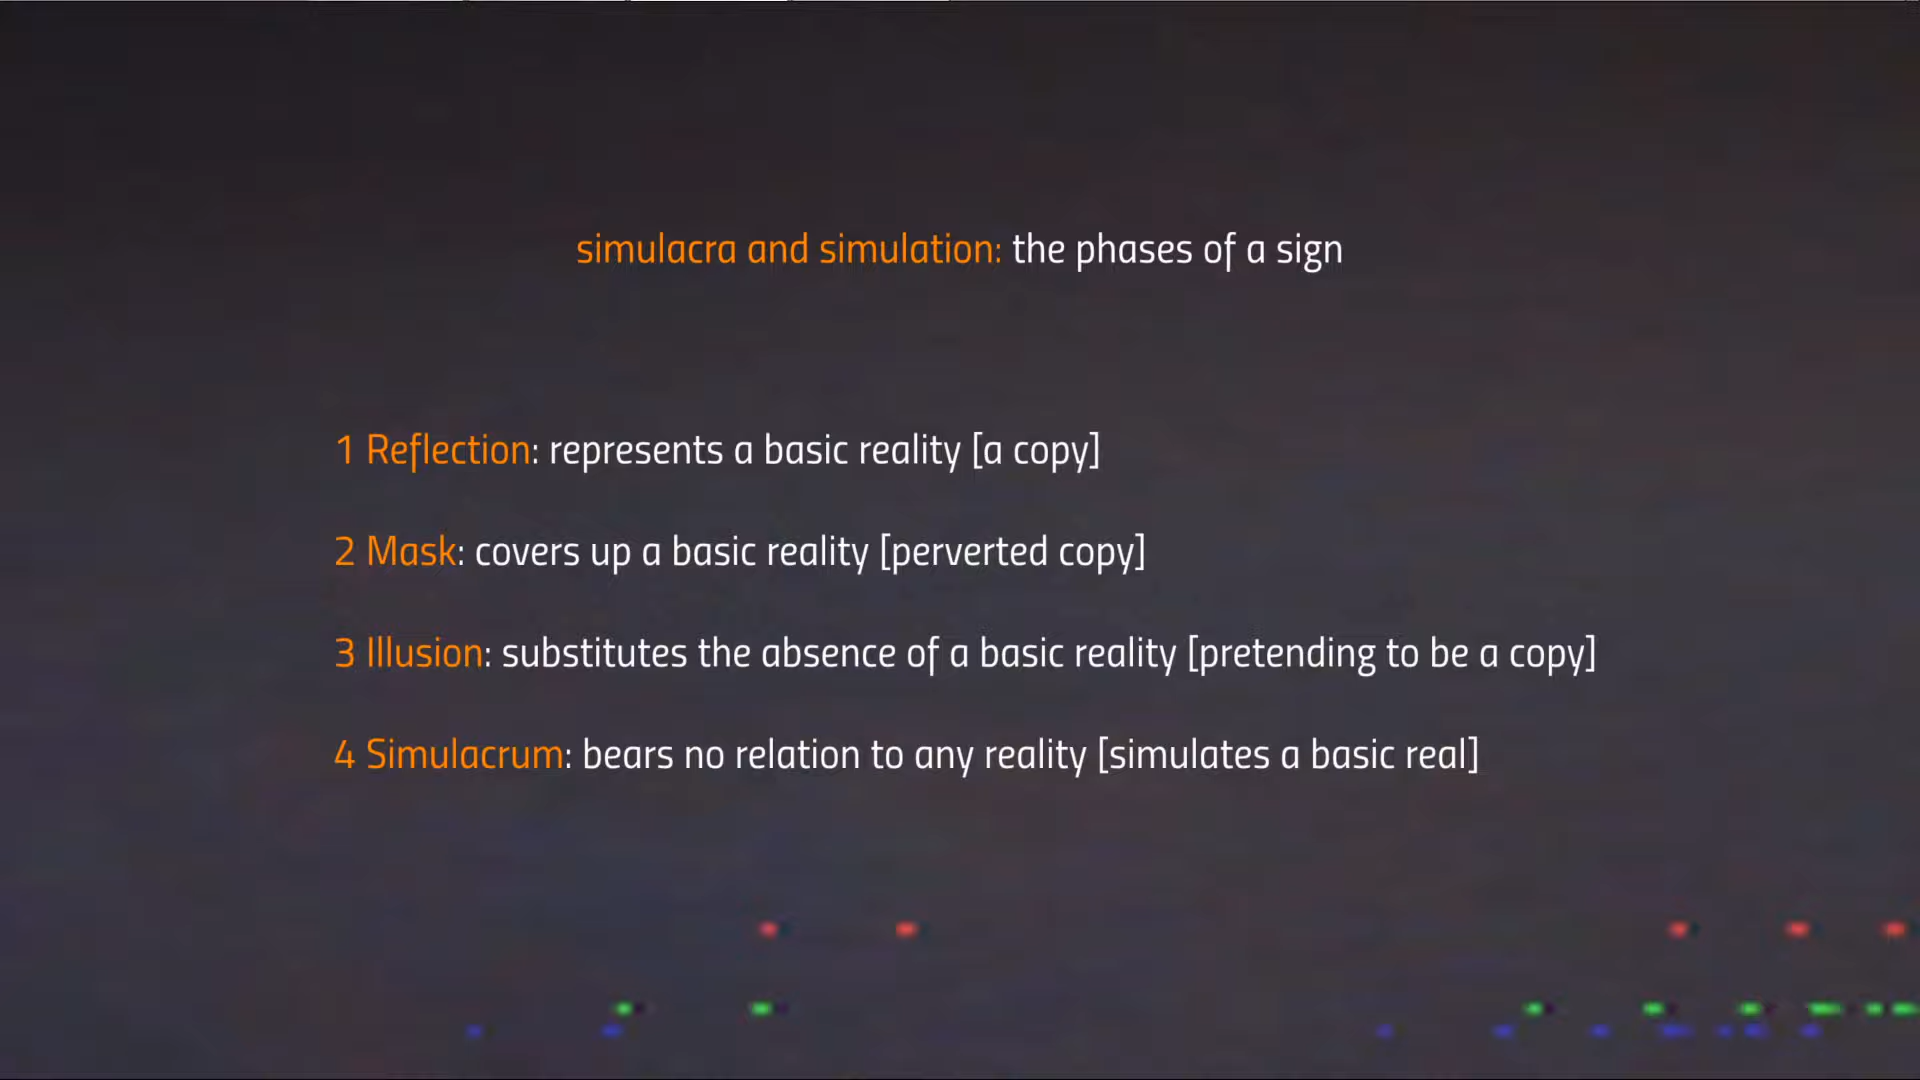 simulacra and simulation: the phases of a sign
1 Reflection: represents a basic reality [a copy]
2 Mask: covers up a basic reality [perverted copy]
3 Illusion: substitutes the absence of a basic reality [pretending to be a copy]
4 Simulacrum: bears no relation to any reality [simulates a basic real]